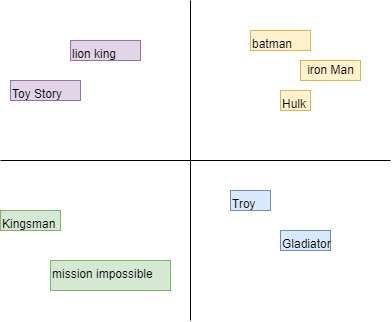 lion king
Toy Story
batman
iron Man
Hulk
Kingsman
mission impossible
Troy
Gladiator